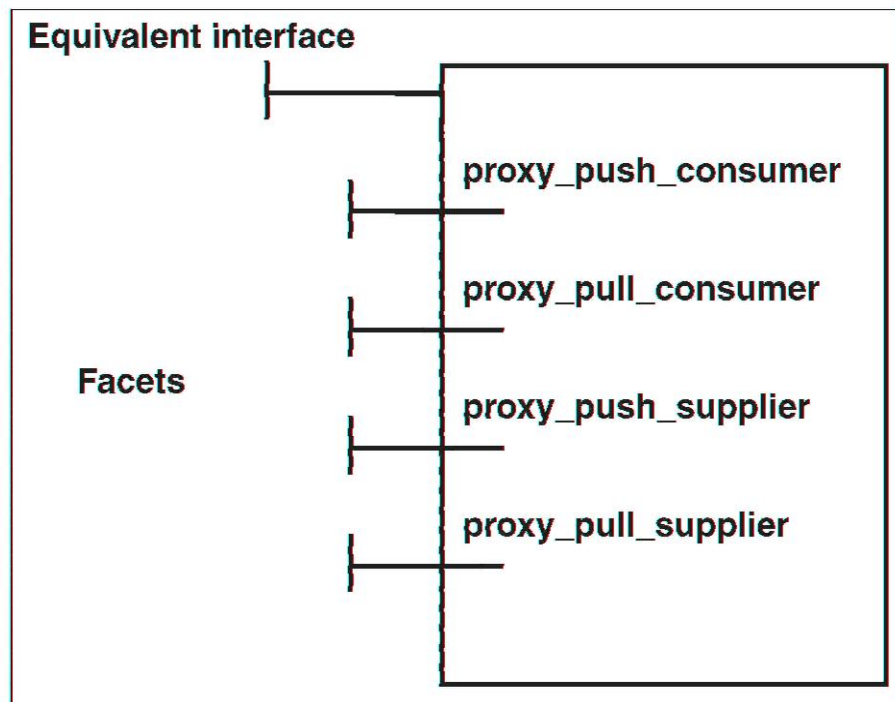 Equivalent interface
proxy_push_consumer
proxy_pull_consumer
Facets
proxy_push_supplier
proxy_pull_supplier